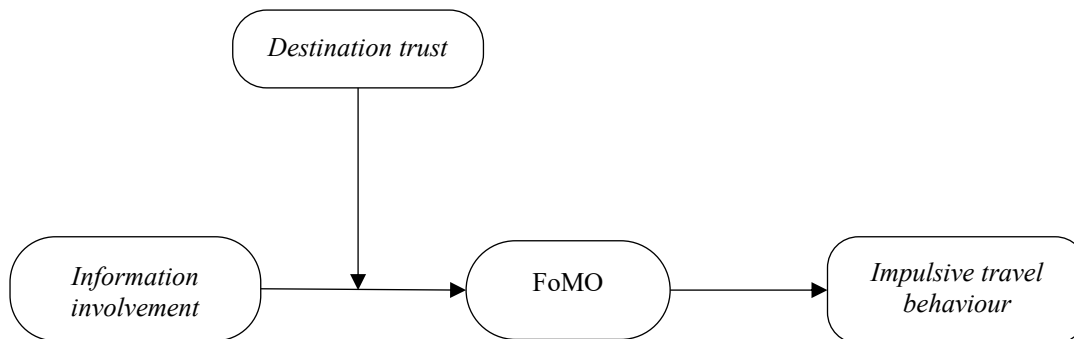 Destination trust
Information
involvement
FoMO
Impulsive travel
behaviour